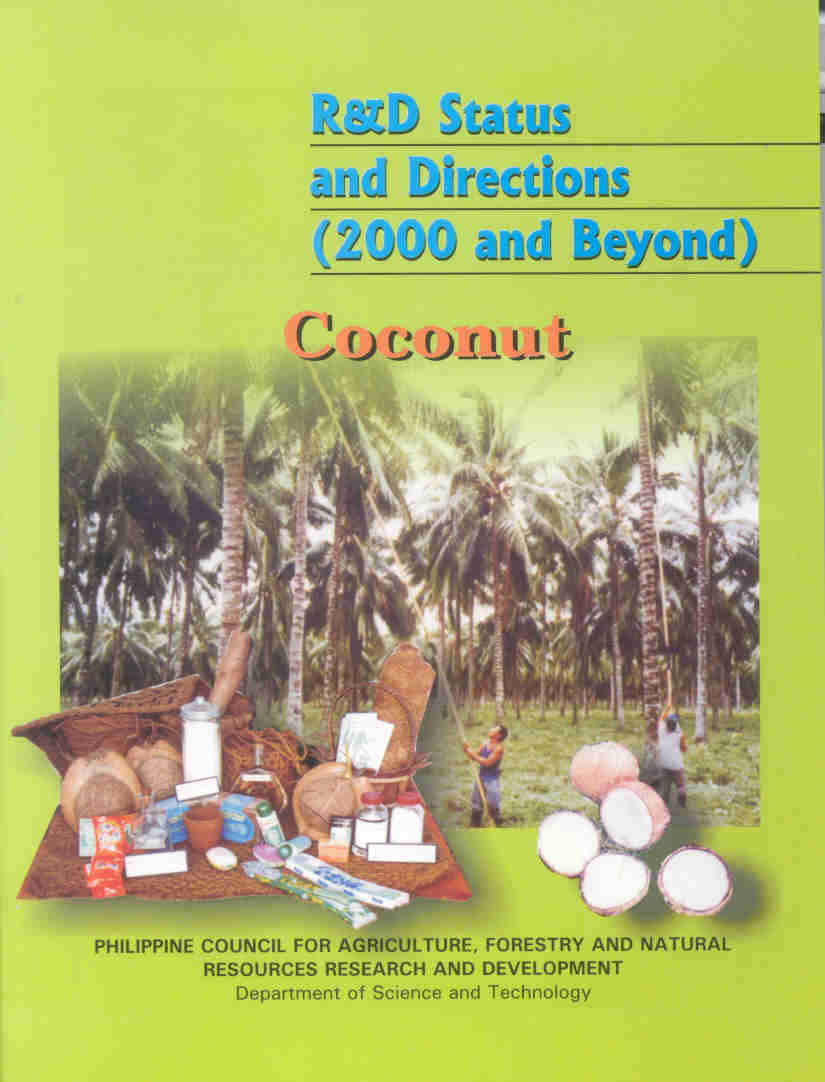 R&D Status
and Directions
(2000 and Beyond)
Coconut
PHILIPPINE COUNCIL FOR AGRICULTURE, FORESTRY AND NATURAL
RESOURCES RESEARCH AND DEVELOPMENT
Department of Science and Technology